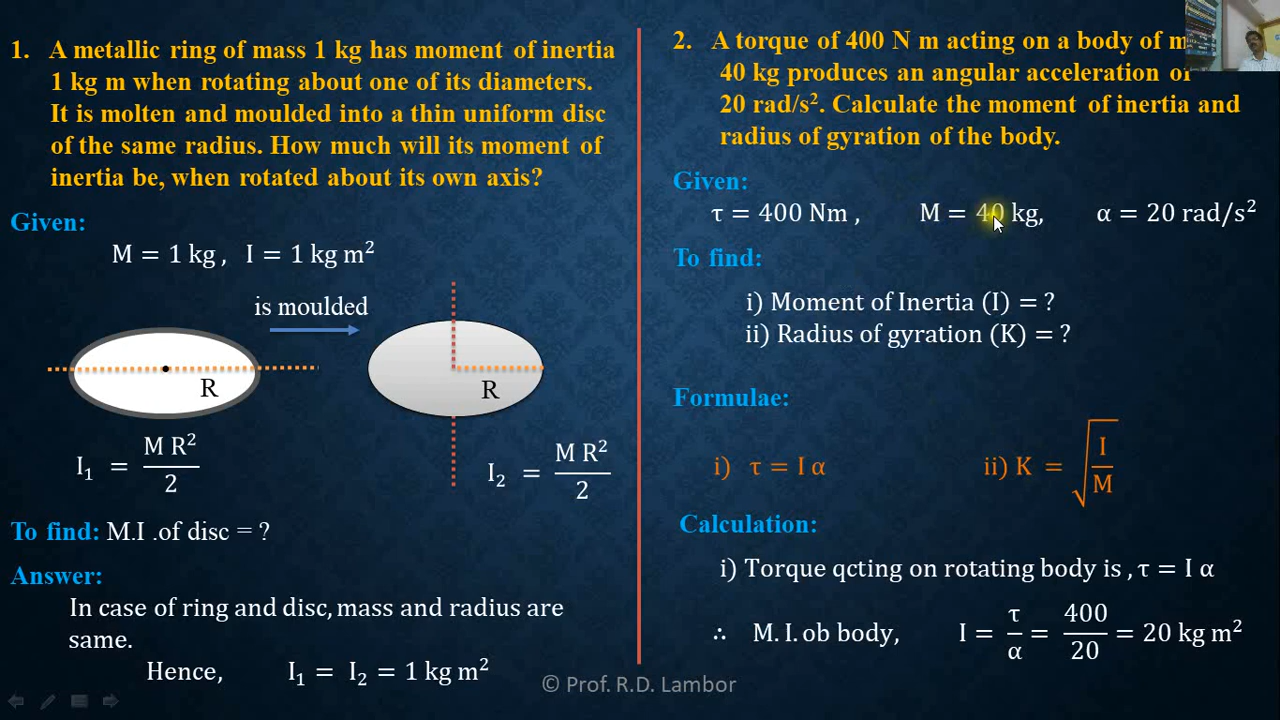 1. A metallic ring of mass 1 kg has moment of inertia
1 kg m when rotating about one of its diameters.
It is molten and moulded into a thin uniform disc
of the same radius. How much will its moment of
inertia be, when rotated about its own axis?
Given:
M = 1 kg , I = 1 kg m²
is moulded
R
R
I₁ = M R²/2
I₂ = M R²/2
To find: M.I .of disc = ?
Answer:
In case of ring and disc, mass and radius are
same.
Hence, I₁ = I₂ = 1 kg m²
2. A torque of 400 N m acting on a body of
40 kg produces an angular acceleration of
20 rad/s². Calculate the moment of inertia and
radius of gyration of the body.
Given:
τ = 400 Nm , M = 40 kg, α = 20 rad/s²
To find:
i) Moment of Inertia (I) = ?
ii) Radius of gyration (K) = ?
Formulae:
i) τ = I α ii) K = √(I/M)
Calculation:
i) Torque qcting on rotating body is , τ = I α
∴ M. I. ob body, I = τ/α = 400/20 = 20 kg m²
© Prof. R.D. Lambor